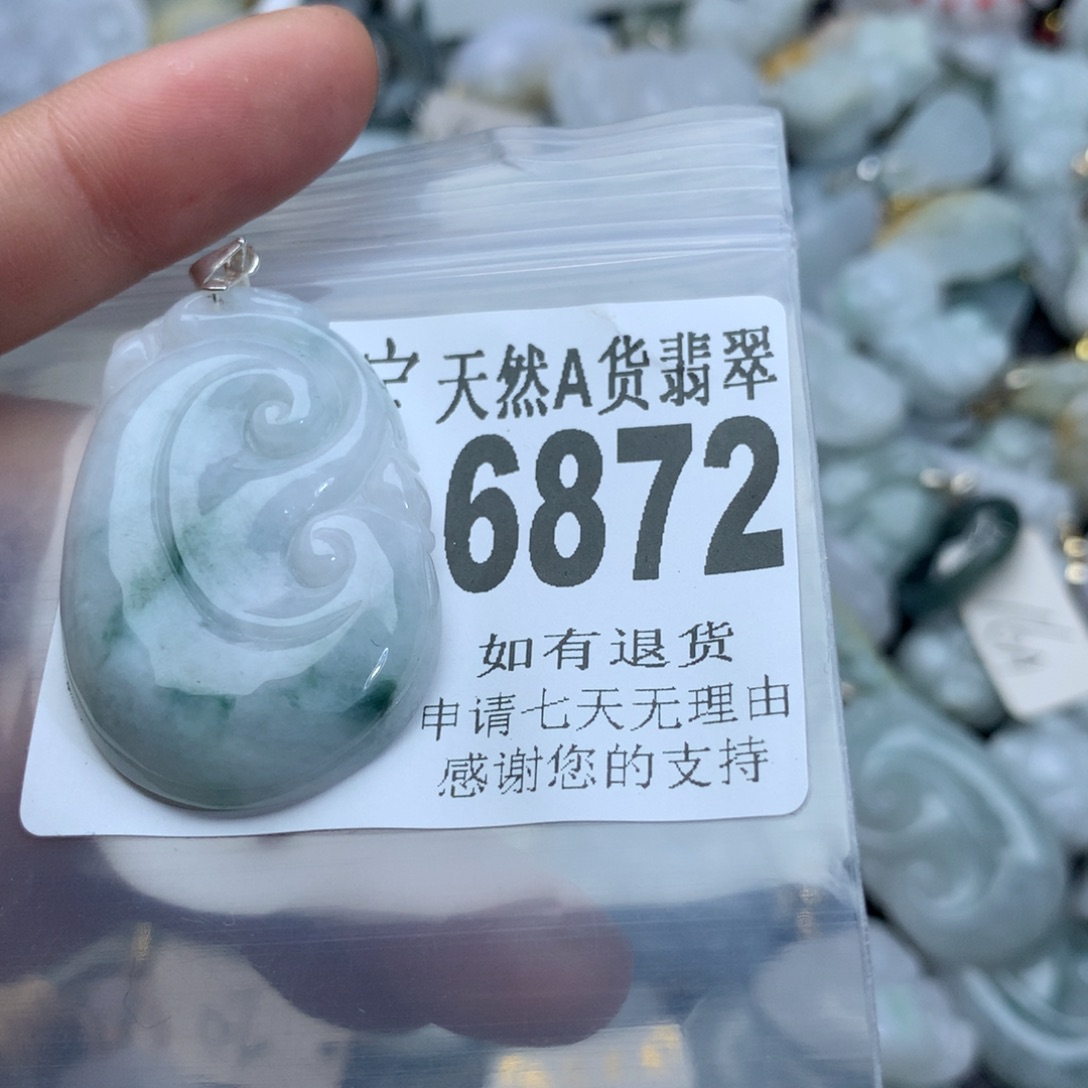 天然A货翡翠
6872
如有退货
申请七天无理由
感谢您的支持